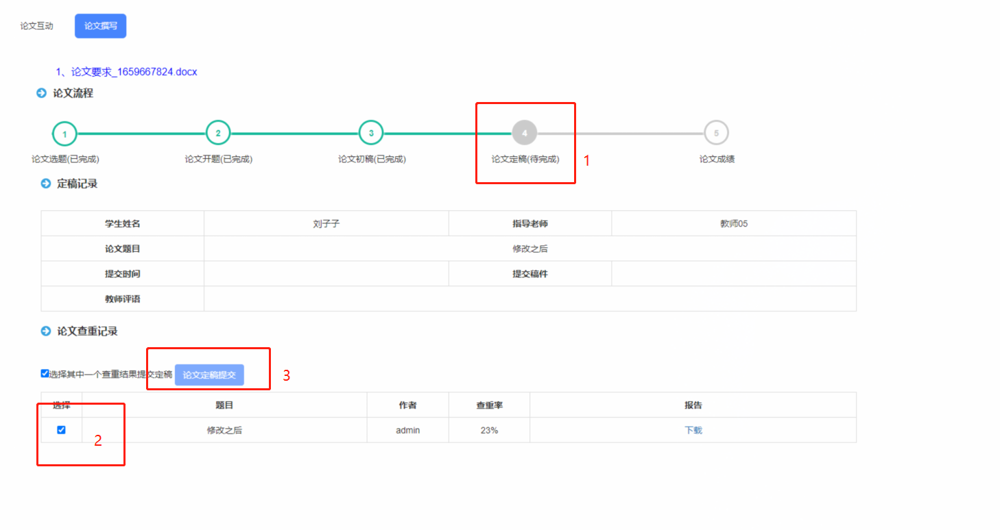 论文互动 论文撰写
1、论文要求_1659667824.docx
论文流程
1 2 3 4 5
论文选题(已完成) 论文开题(已完成) 论文初稿(已完成) 论文定稿(待完成) 1 论文成绩
定稿记录
学生姓名 刘子子 指导老师 教师05
论文题目 修改之后
提交时间 提交稿件
教师评语
论文查重记录
选择其中一个查重结果提交定稿 论文定稿提交 3
选择 题目 作者 查重率 报告
修改之后 admin 23% 下载
2